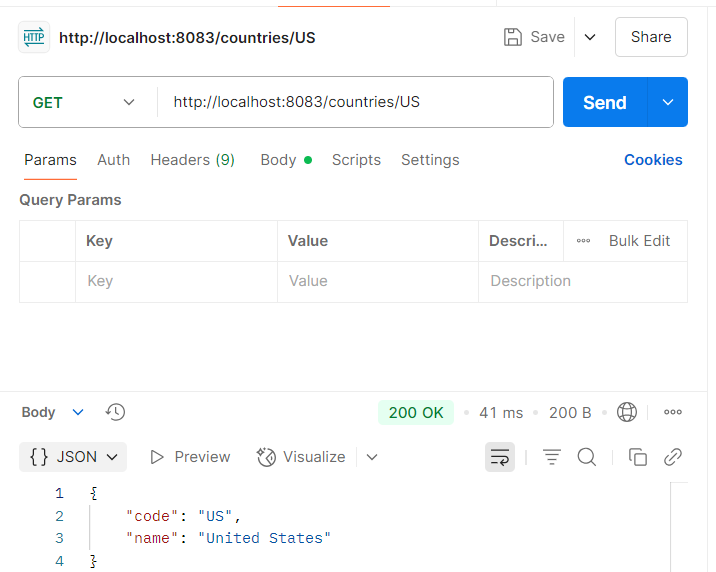 HTTP http://localhost:8083/countries/US Save Share
GET http://localhost:8083/countries/US Send
Params Auth Headers (9) Body Scripts Settings Cookies
Query Params
Key Value Descri... Bulk Edit
Key Value Description
Body 200 OK 41 ms 200 B
{} JSON Preview Visualize
1 {
2 "code": "US",
3 "name": "United States"
4 }